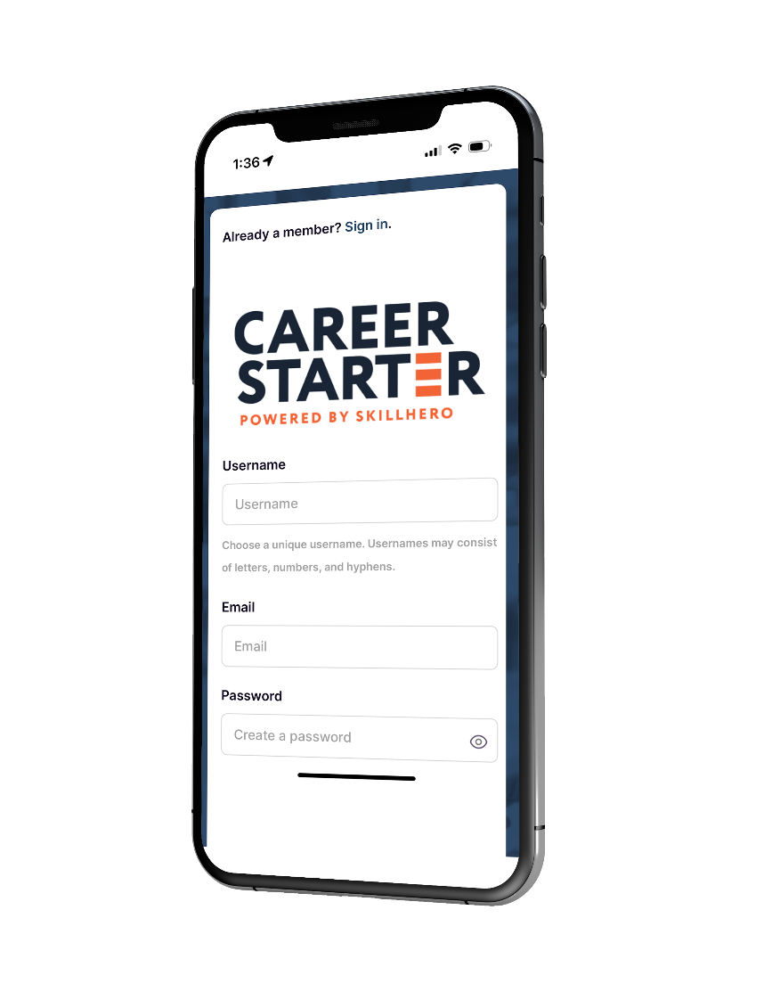 1:36
Already a member? Sign in.
CAREER
STARTER
POWERED BY SKILLHERO
Username
Username
Choose a unique username. Usernames may consist
of letters, numbers, and hyphens.
Email
Email
Password
Create a password